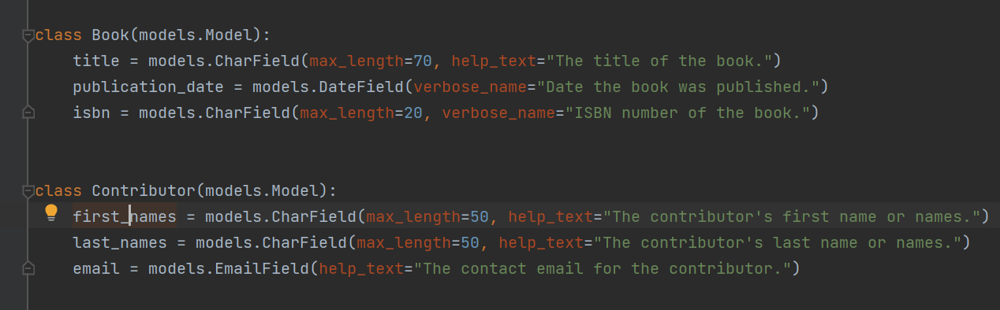 class Book(models.Model):
    title = models.CharField(max_length=70, help_text="The title of the book.")
    publication_date = models.DateField(verbose_name="Date the book was published.")
    isbn = models.CharField(max_length=20, verbose_name="ISBN number of the book.")
class Contributor(models.Model):
    first_names = models.CharField(max_length=50, help_text="The contributor's first name or names.")
    last_names = models.CharField(max_length=50, help_text="The contributor's last name or names.")
    email = models.EmailField(help_text="The contact email for the contributor.")